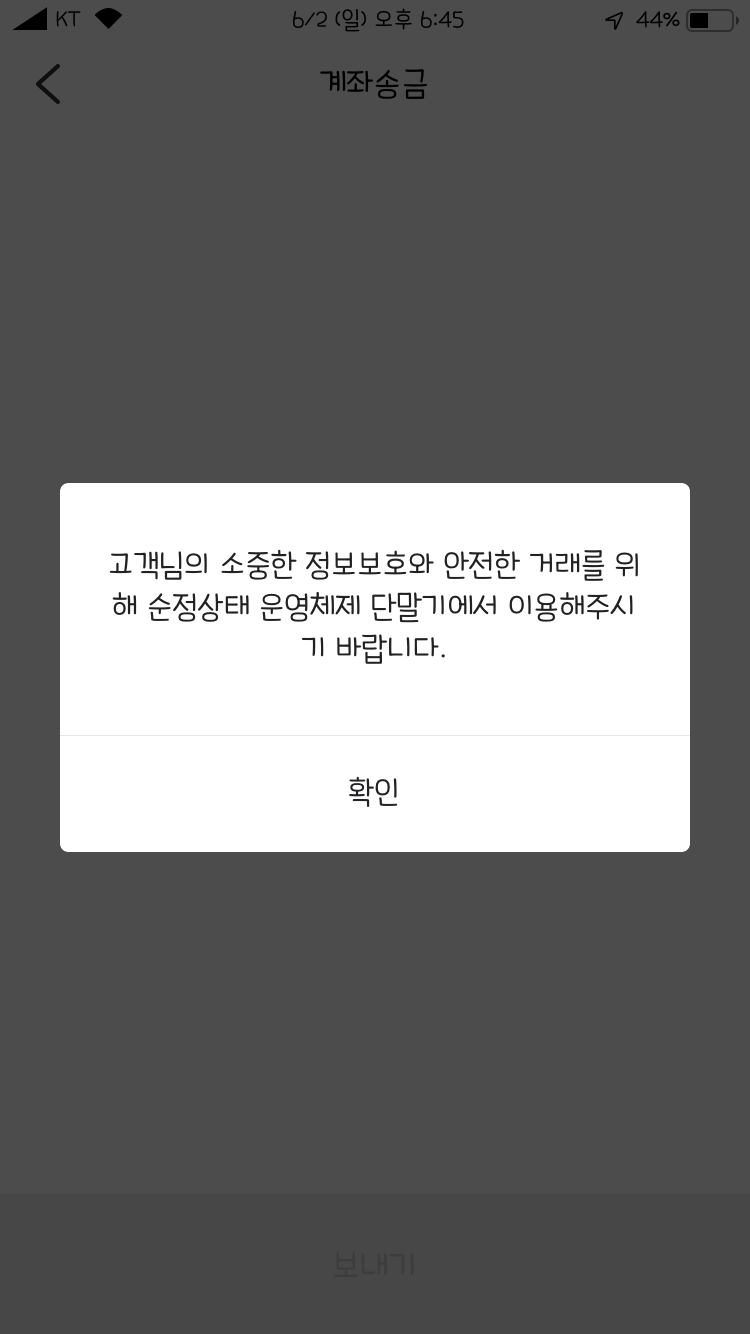 KT 6/2 (일) 오후 6:45 44%
계좌송금
고객님의 소중한 정보보호와 안전한 거래를 위
해 순정상태 운영체제 단말기에서 이용해주시
기 바랍니다.
확인
보내기